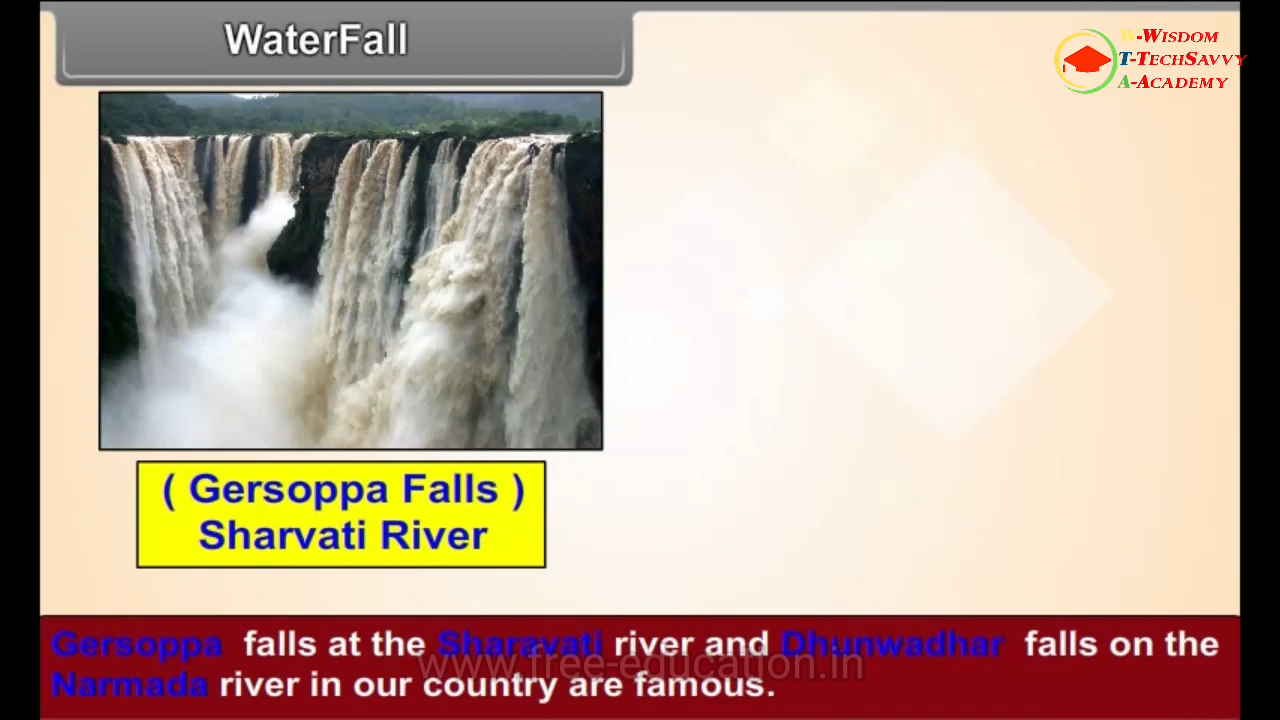 WaterFall
W-WISDOM
T-TECHSAVVY
A-ACADEMY
( Gersoppa Falls )
Sharvati River
Gersoppa falls at the Sharavati river and Dhunwadhar falls on the
Narmada river in our country are famous.
www.free-education.in